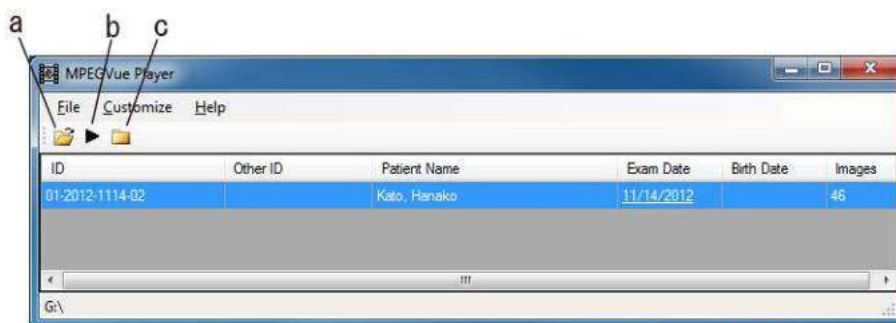 a b c
MPEGVue Player
File Customize Help
ID Other ID Patient Name Exam Date Birth Date Images
01-2012-1114-02 Kato, Hanako 11/14/2012 46
G:\